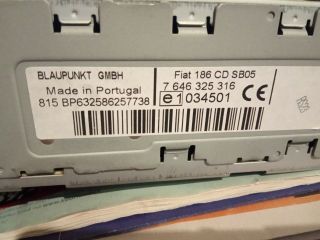 BLAUPUNKT GMBH
Made in Portugal
815 BP632586257738
Fiat 186 CD SB05
7 646 325 316
e1 034501 CE